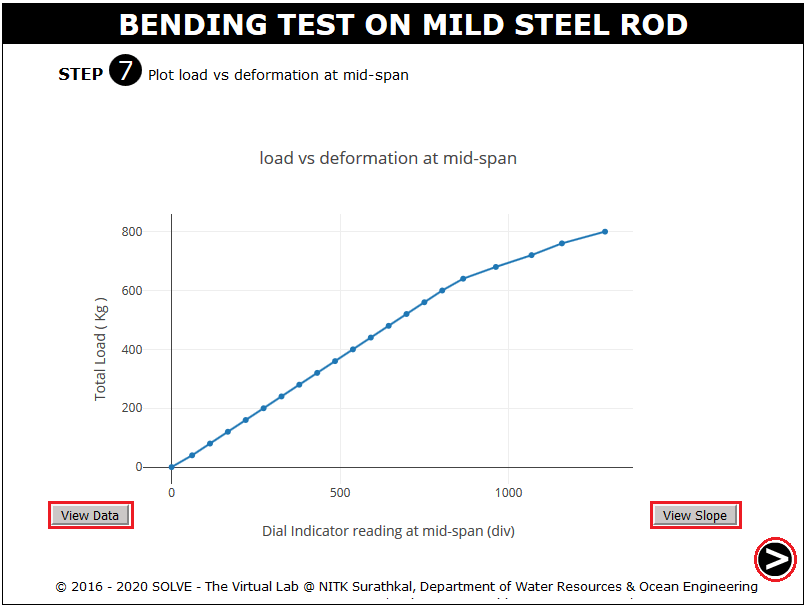 BENDING TEST ON MILD STEEL ROD
STEP 7 Plot load vs deformation at mid-span
load vs deformation at mid-span
800
600
400
200
0
Total Load ( Kg )
0 500 1000
View Data
View Slope
Dial Indicator reading at mid-span (div)
>
© 2016 - 2020 SOLVE - The Virtual Lab @ NITK Surathkal, Department of Water Resources & Ocean Engineering